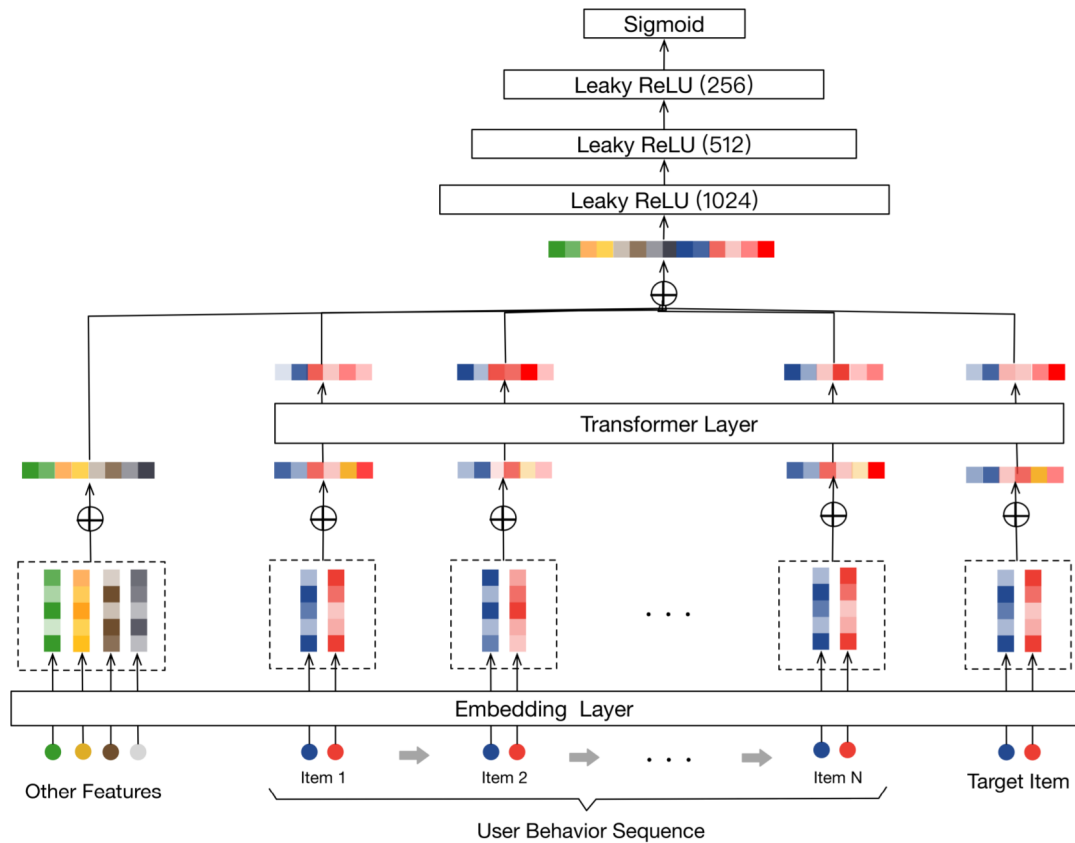 Sigmoid
Leaky ReLU (256)
Leaky ReLU (512)
Leaky ReLU (1024)
Transformer Layer
. . .
Embedding Layer
. . .
Item 1
Item 2
Item N
Other Features
Target Item
User Behavior Sequence